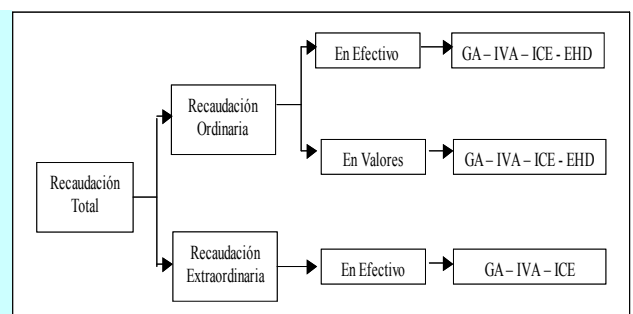 En Efectivo
GA – IVA – ICE - EHD
Recaudación
Ordinaria
En Valores
GA – IVA – ICE - EHD
Recaudación
Total
Recaudación
Extraordinaria
En Efectivo
GA – IVA – ICE